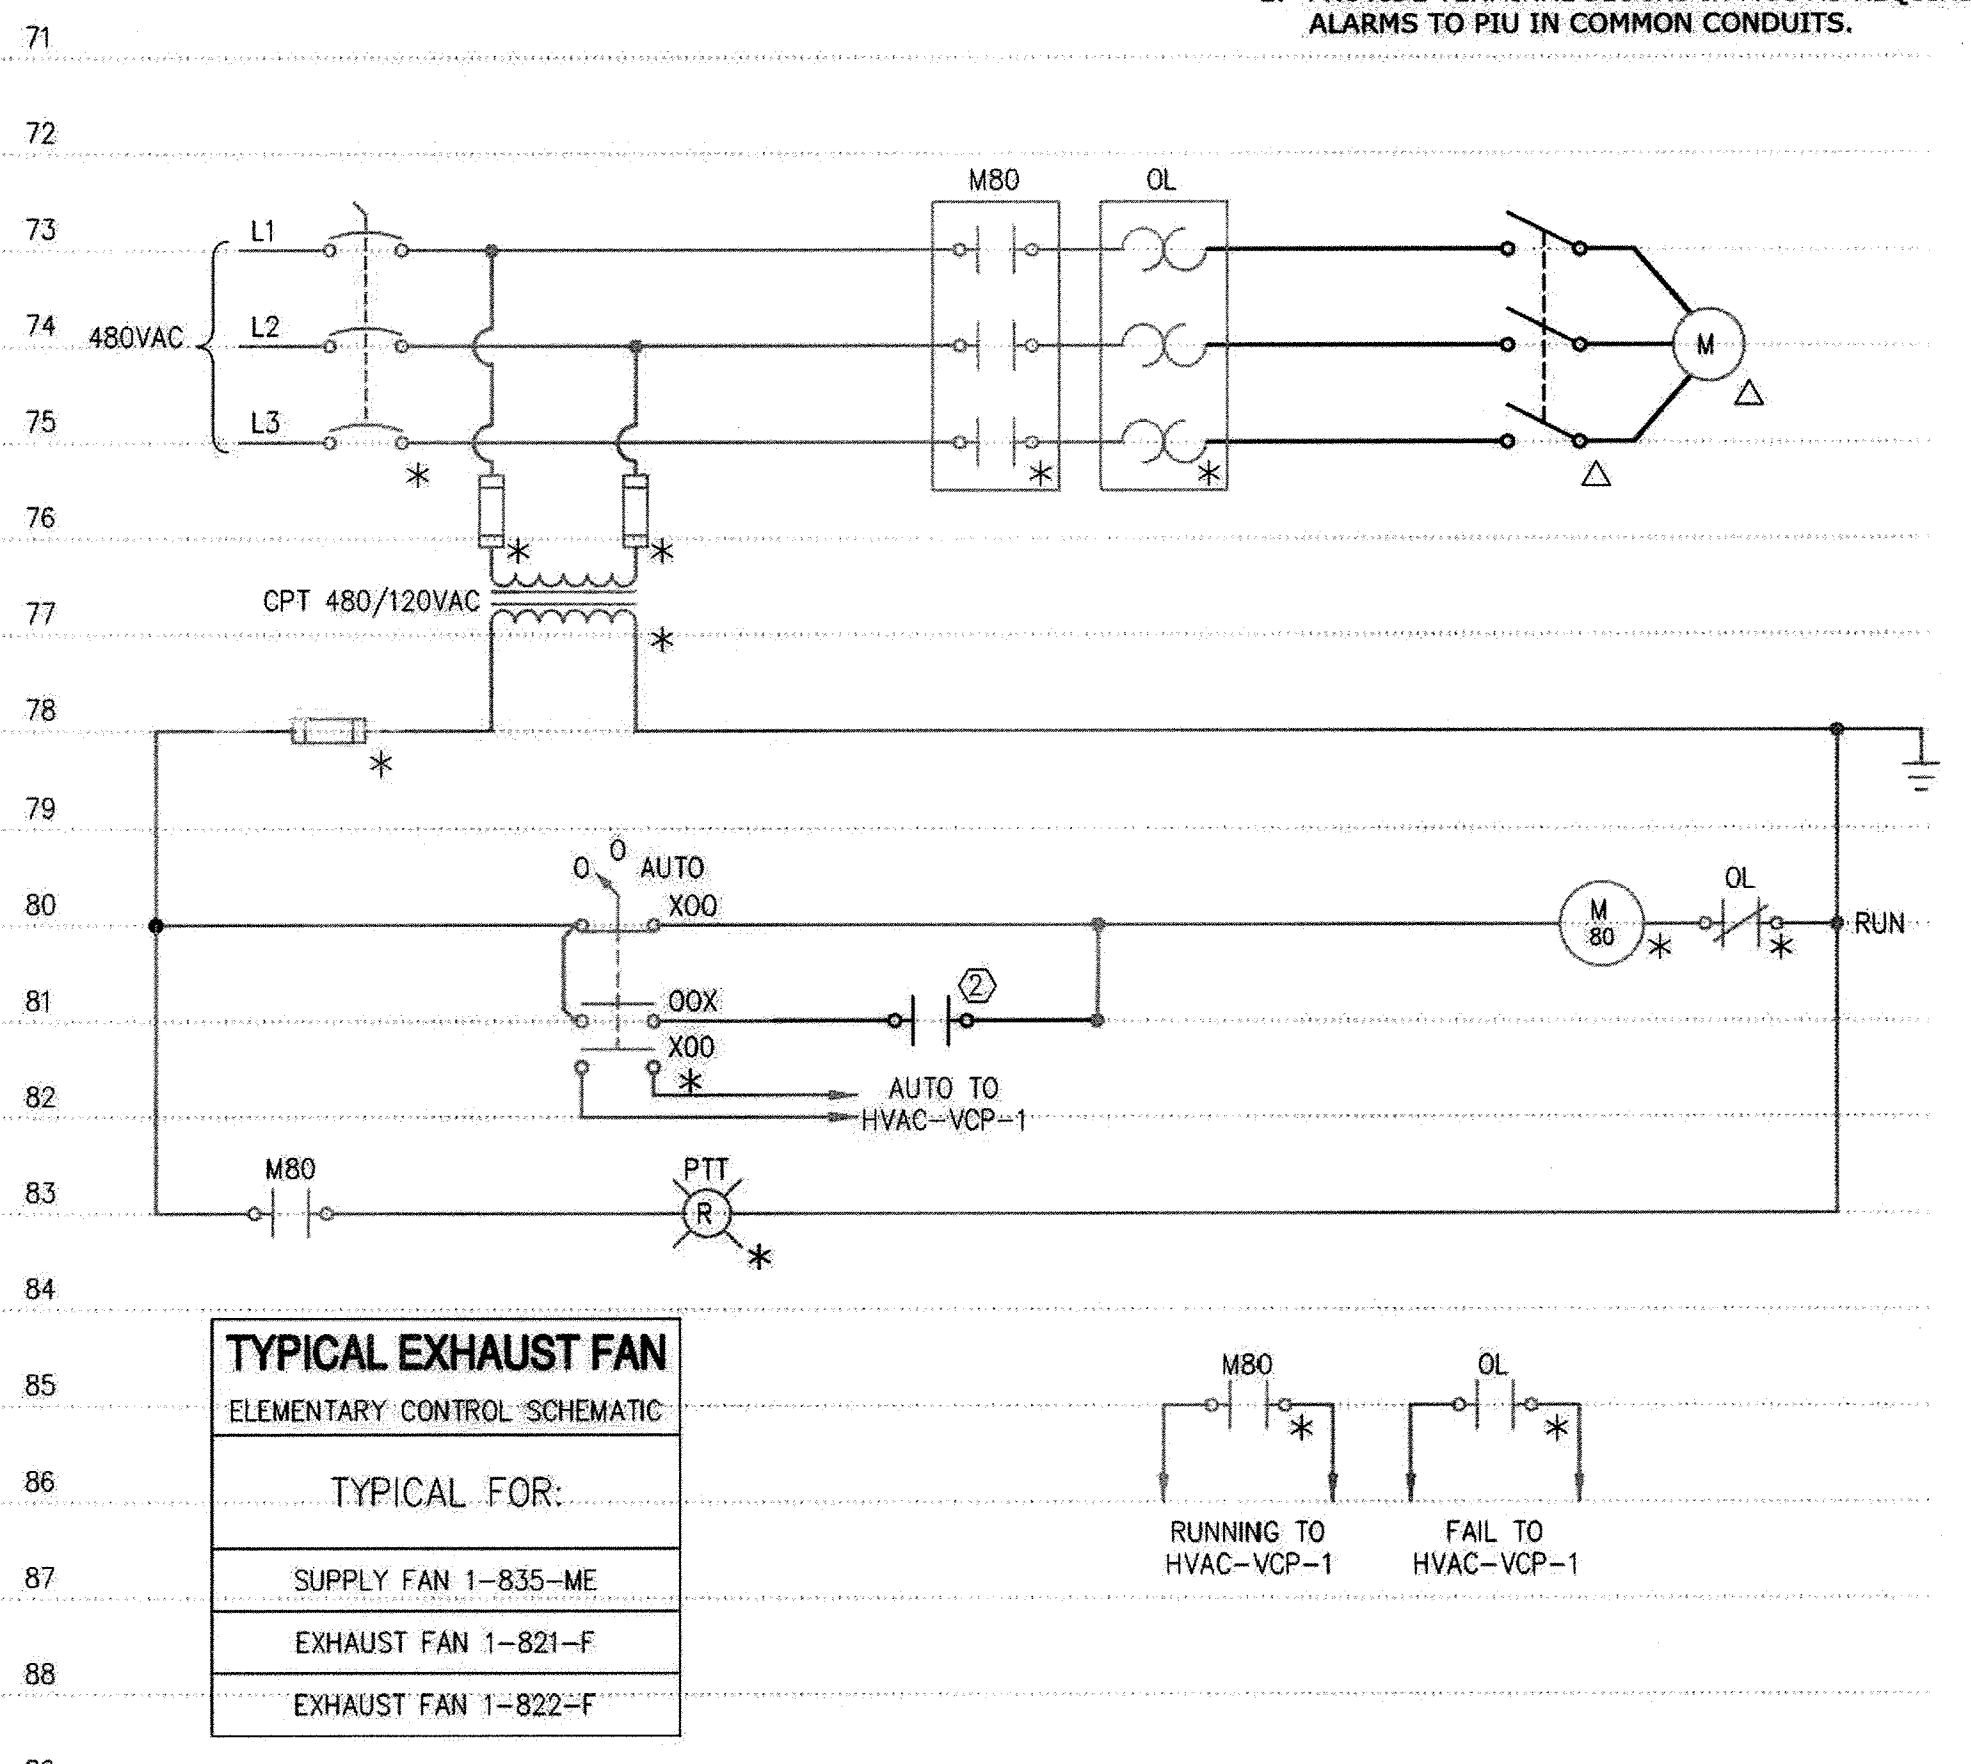 ALARMS TO PIU IN COMMON CONDUITS.
71
72
M80 OL
73 L1
74 480VAC L2 M
75 L3
76
CPT 480/120VAC
77
78
79
O O AUTO
80 X00 M 80 OL RUN
81 00X 2
X00
82 AUTO TO
HVAC-VCP-1
M80 PTT
83 R
84
TYPICAL EXHAUST FAN
85 ELEMENTARY CONTROL SCHEMATIC
M80 OL
86 TYPICAL FOR:
RUNNING TO
HVAC-VCP-1
FAIL TO
HVAC-VCP-1
87 SUPPLY FAN 1-835-ME
EXHAUST FAN 1-821-F
88
EXHAUST FAN 1-822-F